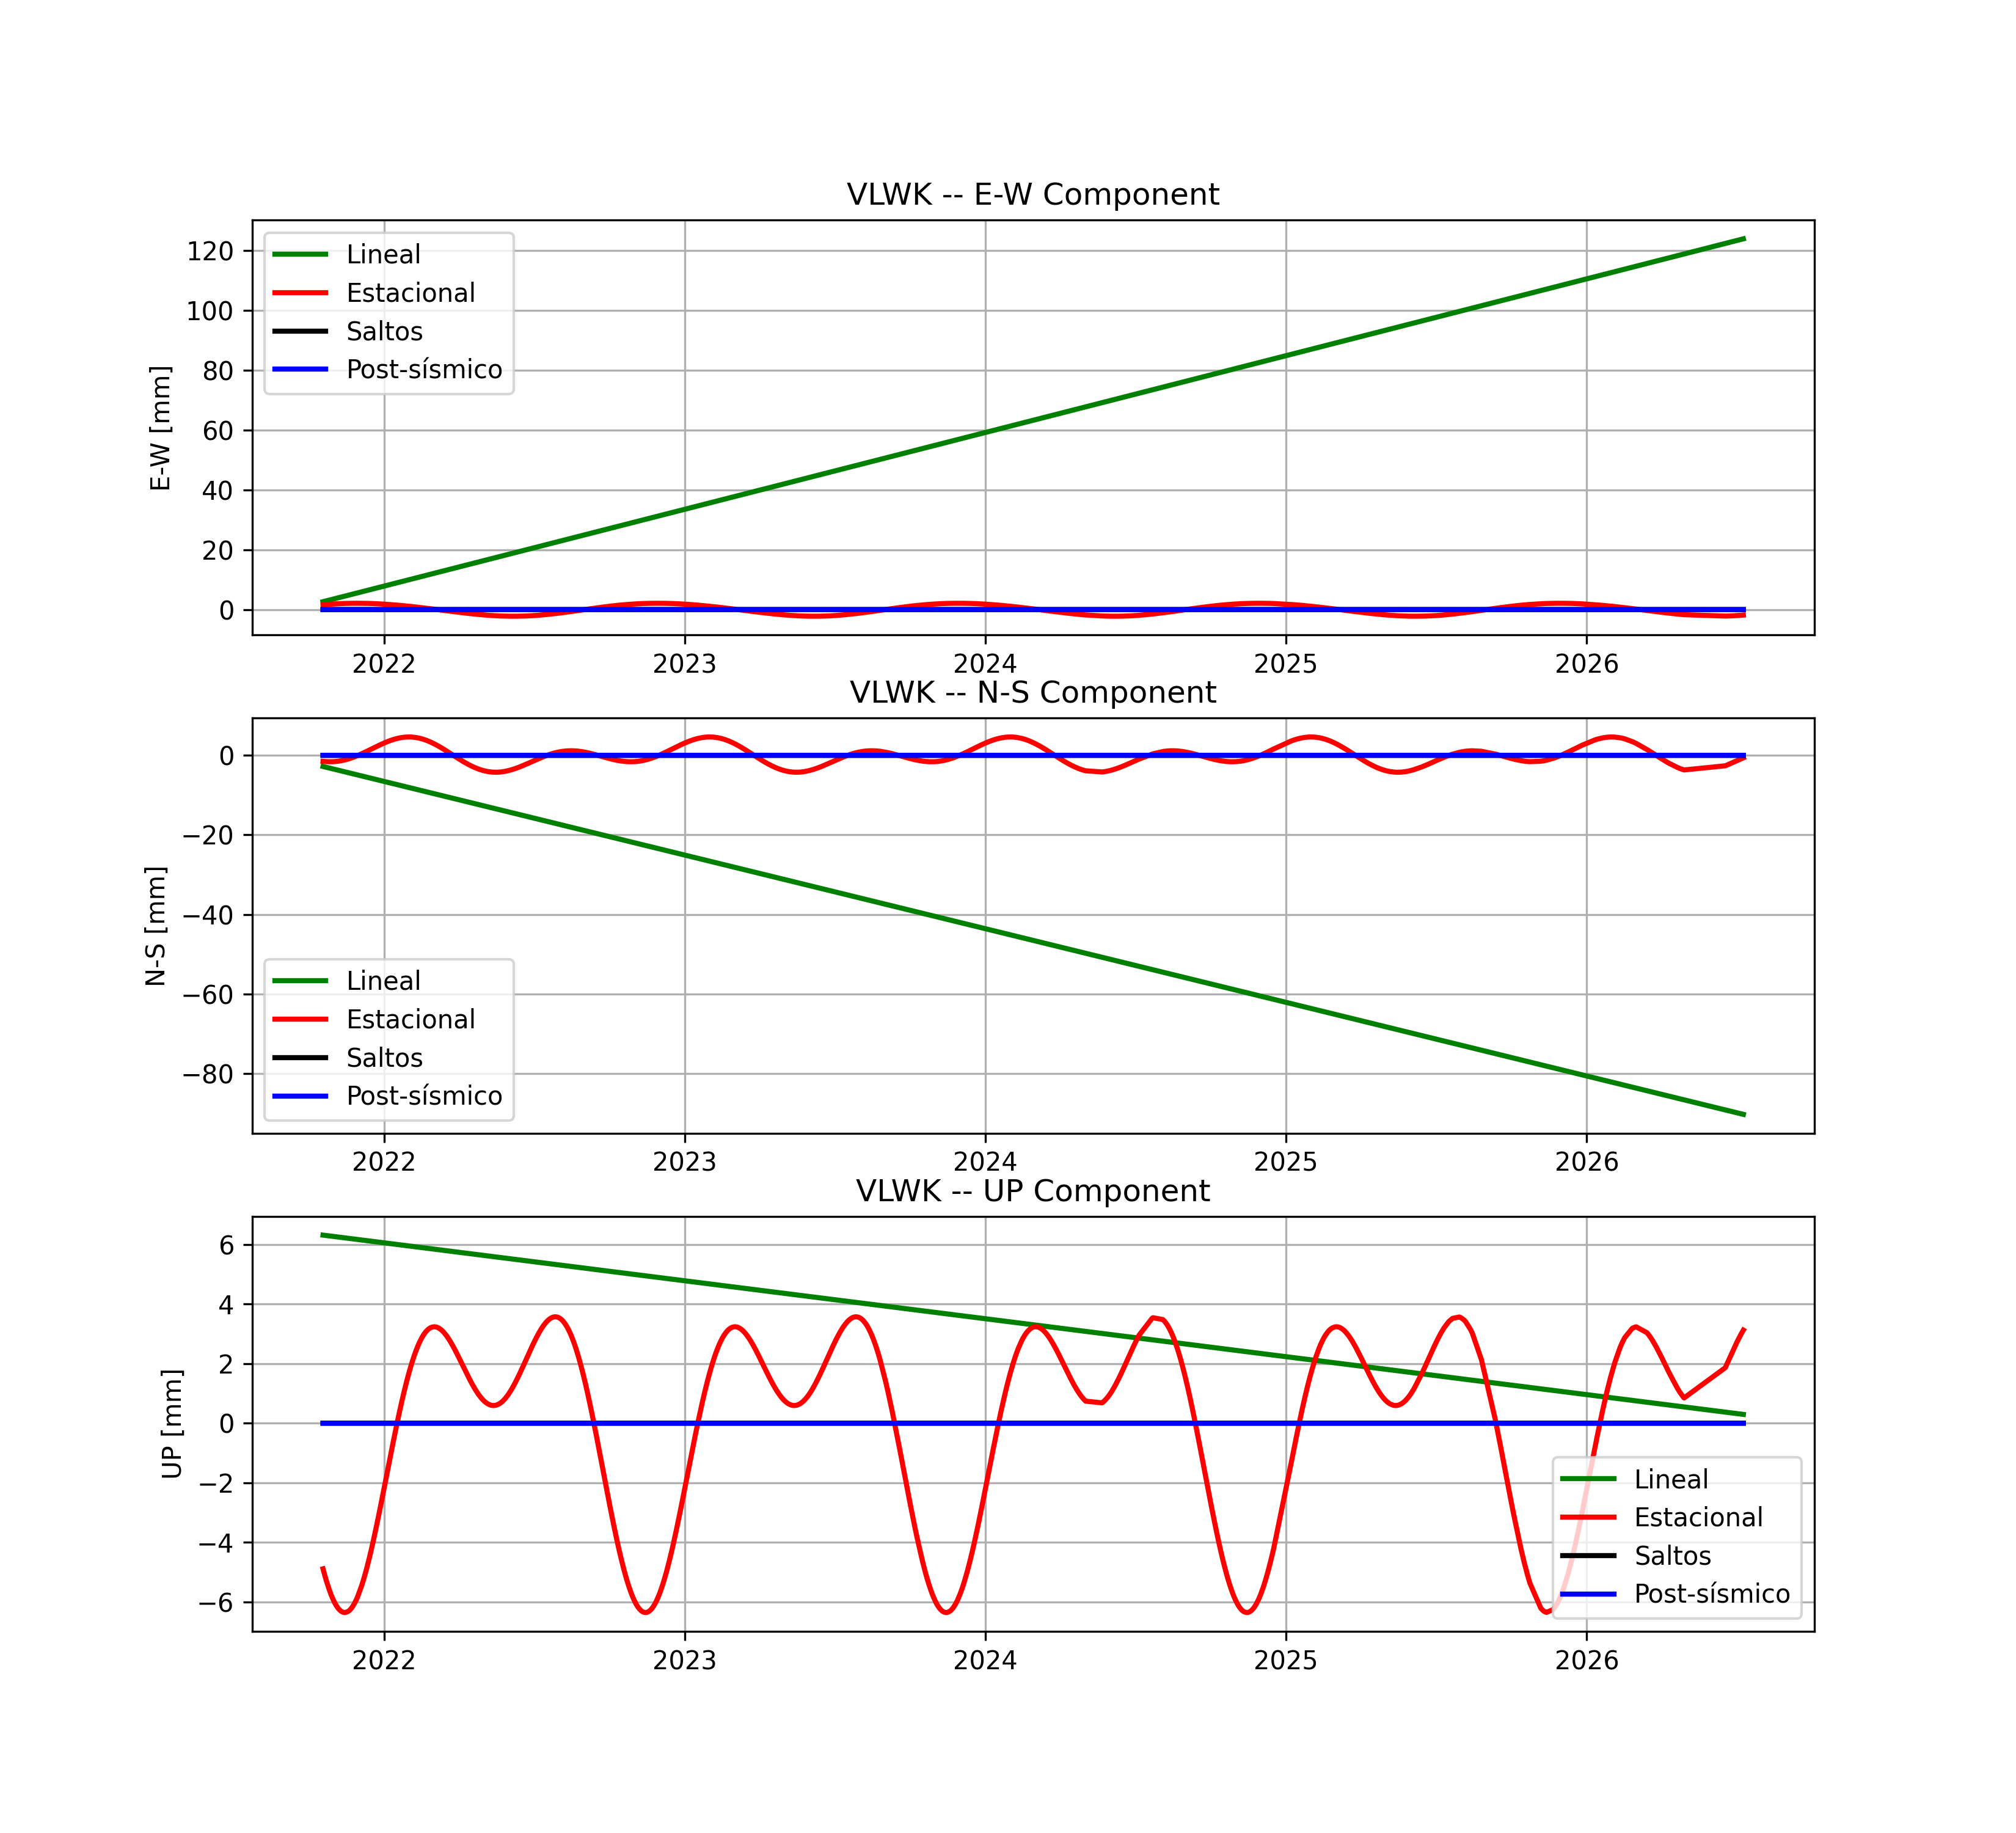 VLWK -- E-W Component
E-W [mm]
120
100
80
60
40
20
0
Lineal
Estacional
Saltos
Post-sísmico
2022 2023 2024 2025 2026
VLWK -- N-S Component
N-S [mm]
0
−20
−40
−60
−80
Lineal
Estacional
Saltos
Post-sísmico
2022 2023 2024 2025 2026
VLWK -- UP Component
UP [mm]
6
4
2
0
−2
−4
−6
Lineal
Estacional
Saltos
Post-sísmico
2022 2023 2024 2025 2026